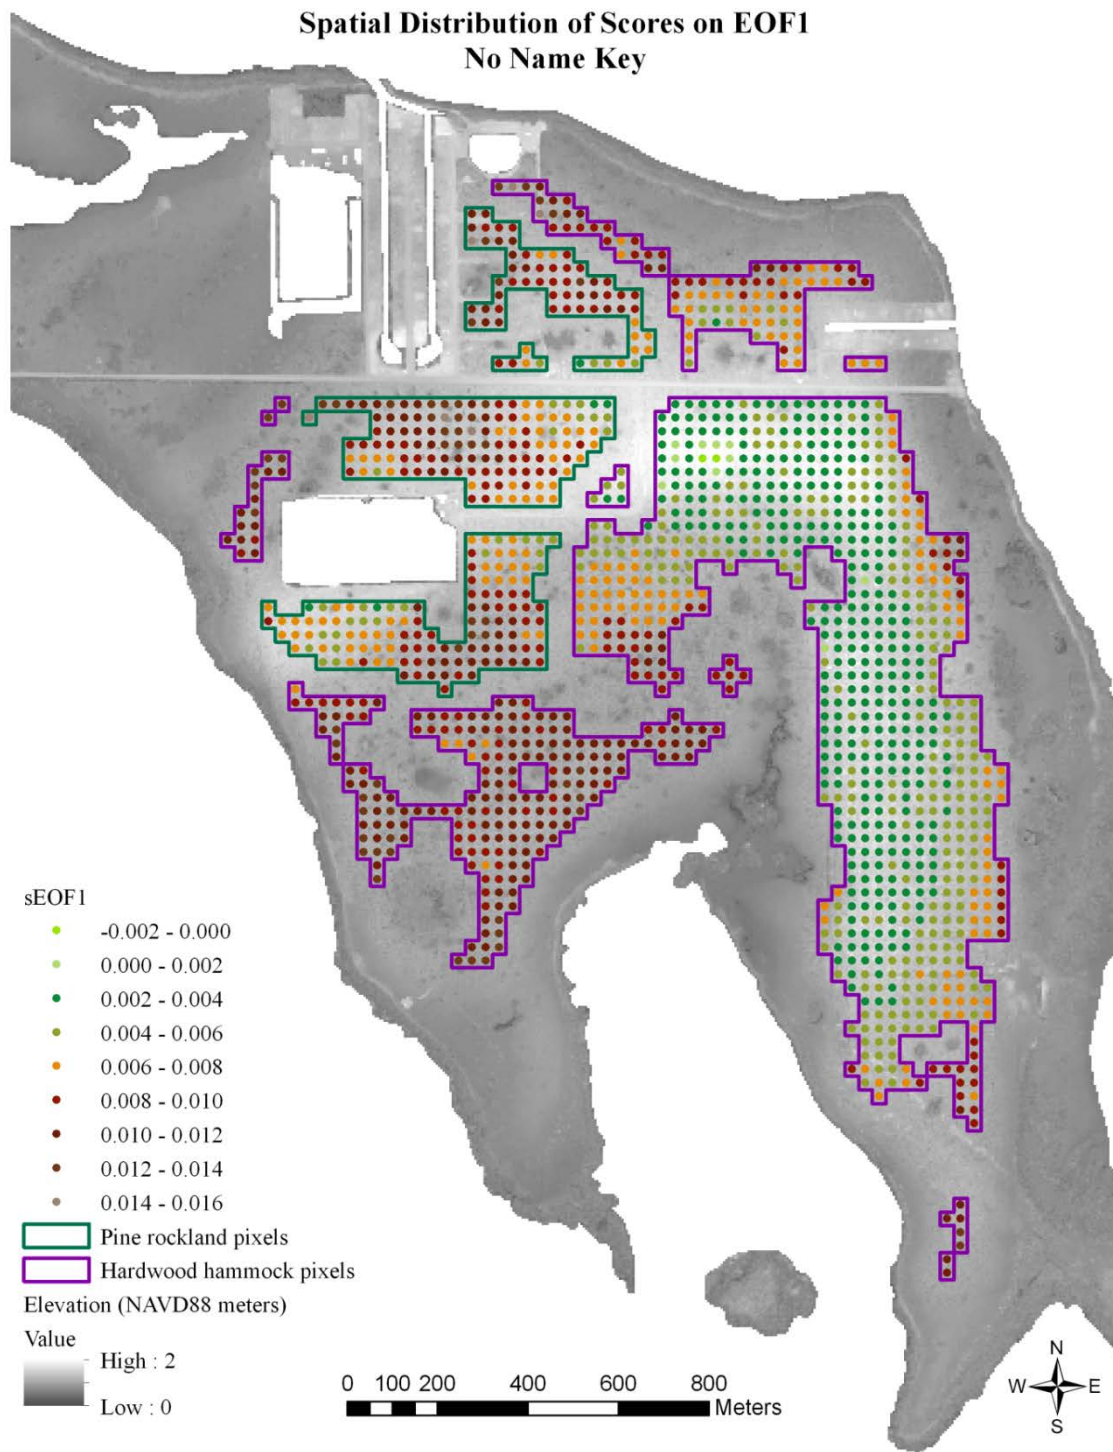 Spatial Distribution of Scores on EOF1
No Name Key
sEOF1
-0.002 - 0.000
0.000 - 0.002
0.002 - 0.004
0.004 - 0.006
0.006 - 0.008
0.008 - 0.010
0.010 - 0.012
0.012 - 0.014
0.014 - 0.016
Pine rockland pixels
Hardwood hammock pixels
Elevation (NAVD88 meters)
Value
High : 2
Low : 0
0 100 200 400 600 800
Meters
N
W E
S